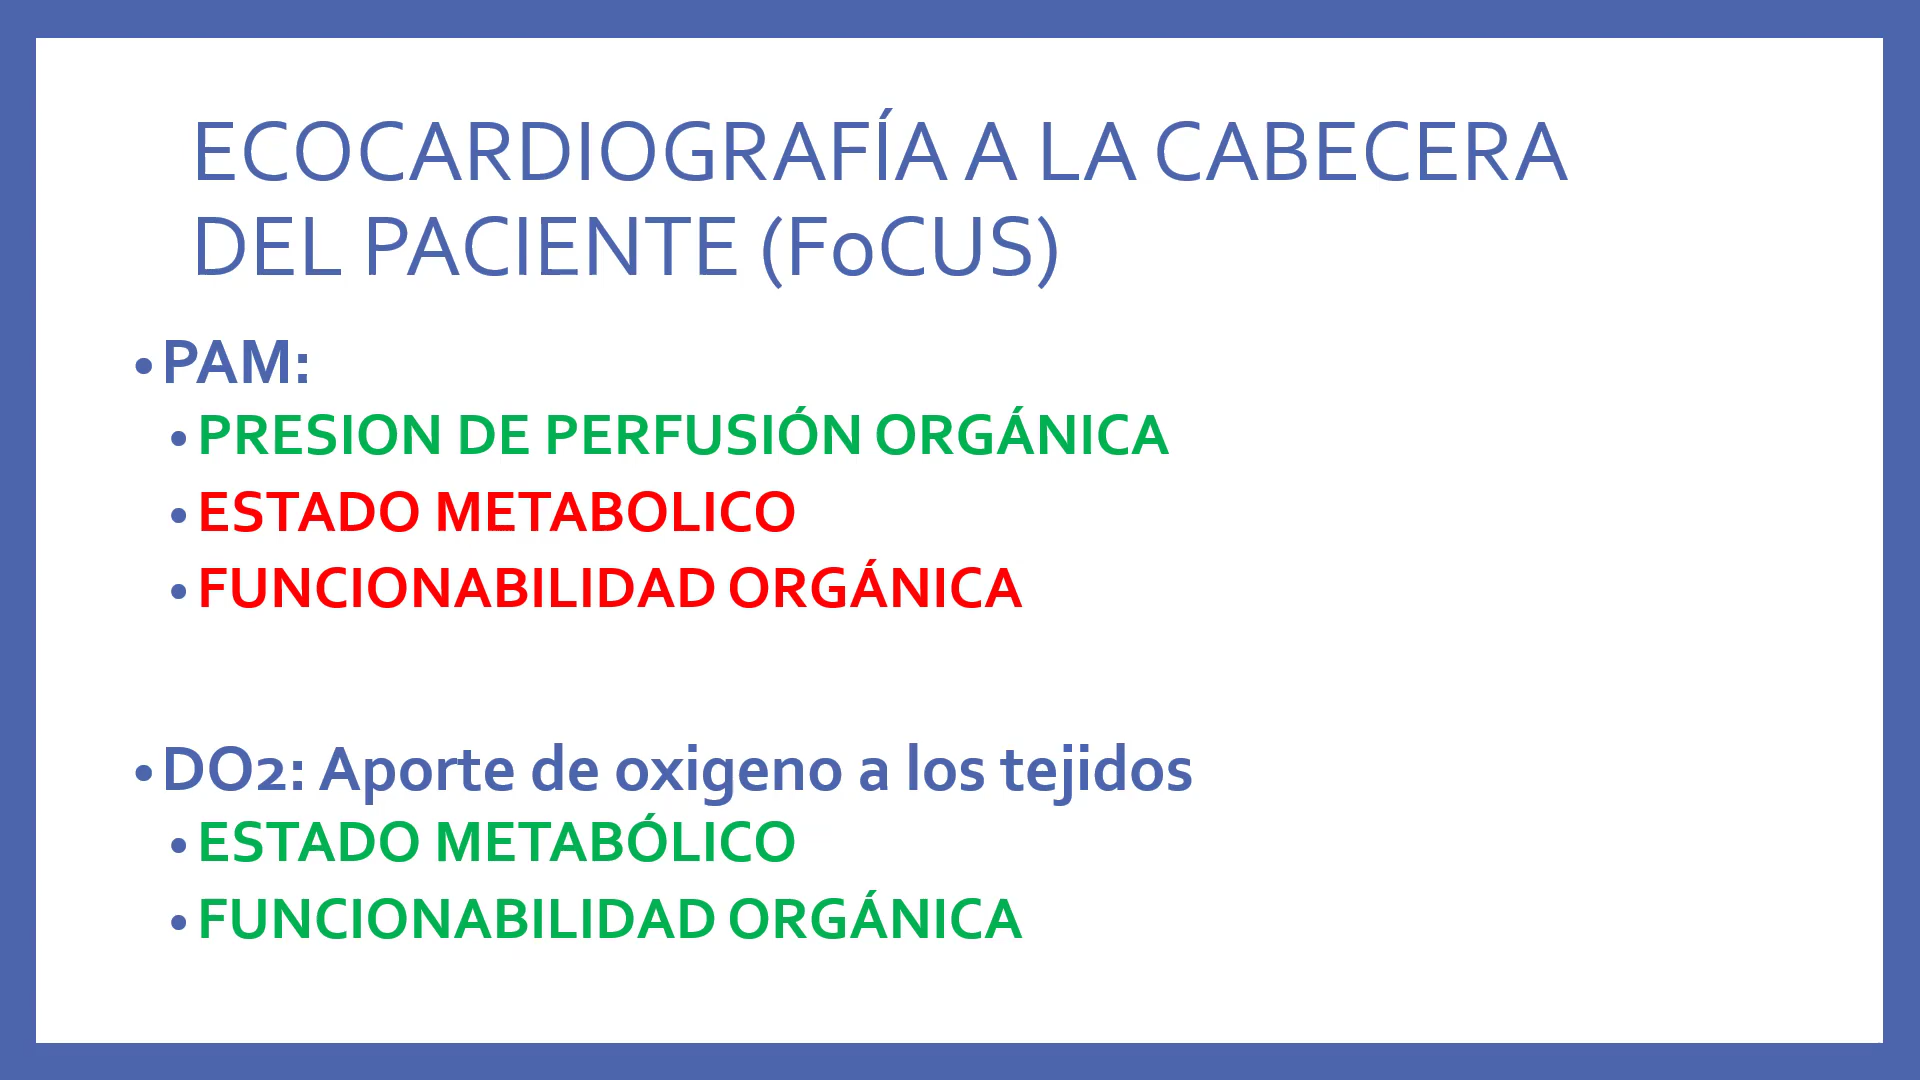 ECOCARDIOGRAFÍA A LA CABECERA
DEL PACIENTE (FoCUS)
• PAM:
• PRESION DE PERFUSIÓN ORGÁNICA
• ESTADO METABOLICO
• FUNCIONABILIDAD ORGÁNICA
• DO2: Aporte de oxigeno a los tejidos
• ESTADO METABÓLICO
• FUNCIONABILIDAD ORGÁNICA